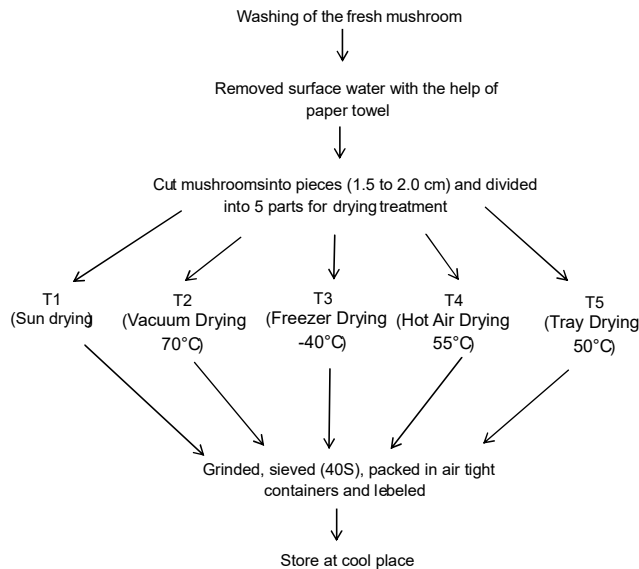 Washing of the fresh mushroom
Removed surface water with the help of
paper towel
Cut mushroomsinto pieces (1.5 to 2.0 cm) and divided
into 5 parts for drying treatment
T1
(Sun drying)
T2
(Vacuum Drying
70°C)
T3
(Freezer Drying
-40°C)
T4
(Hot Air Drying
55°C)
T5
(Tray Drying
50°C)
Grinded, sieved (40S), packed in air tight
containers and lebeled
Store at cool place